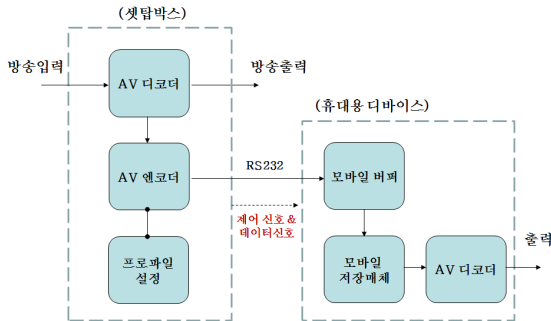 (셋탑박스)
방송입력
AV 디코더
방송출력
(휴대용 디바이스)
AV 엔코더
RS232
모바일 버퍼
제어 신호 &
데이터신호
프로파일
설정
모바일
저장매체
AV 디코더
출력